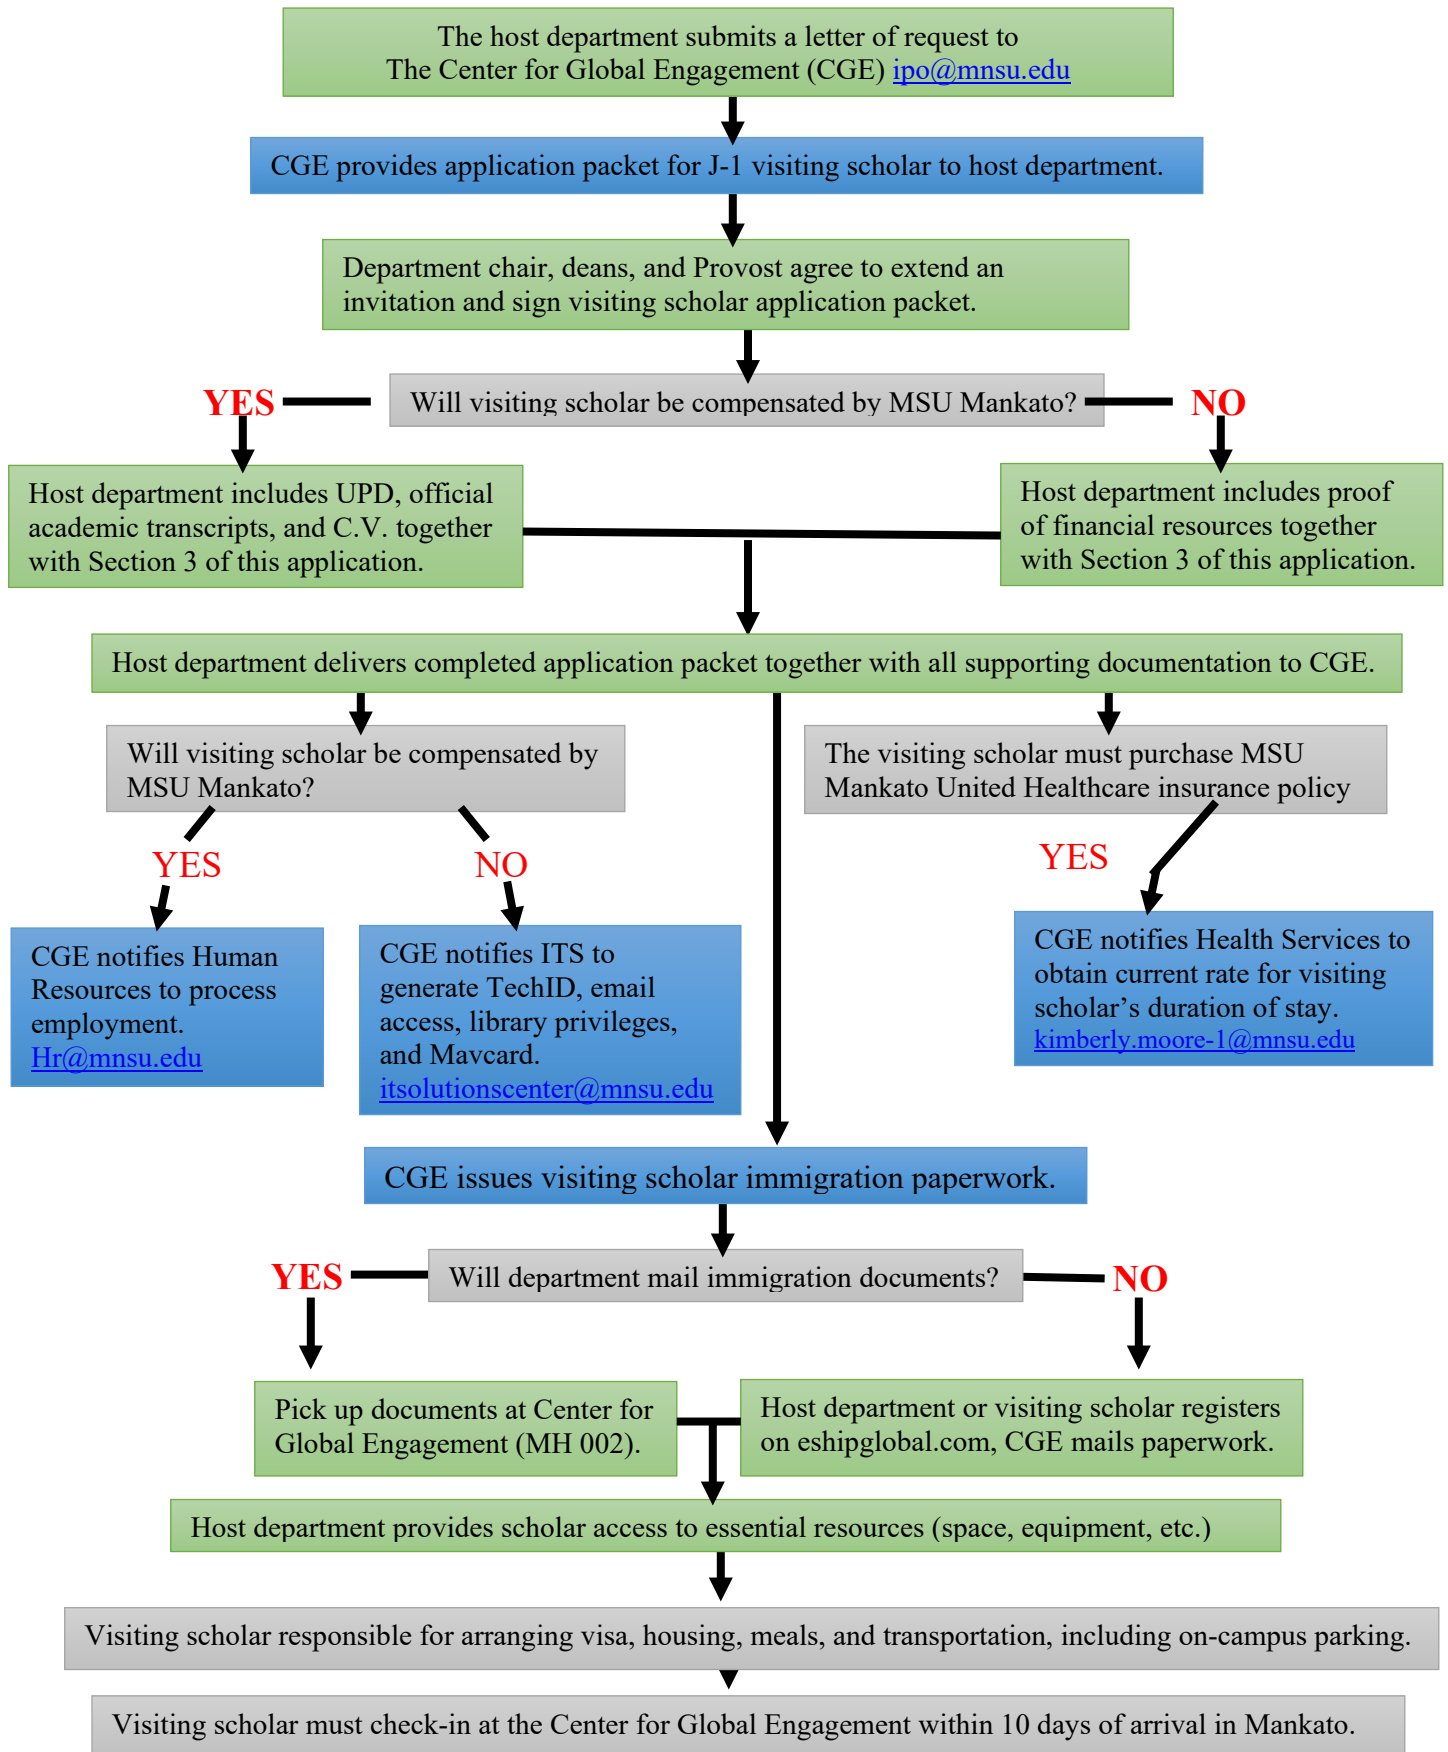 The host department submits a letter of request to
The Center for Global Engagement (CGE) ipo@mnsu.edu
CGE provides application packet for J-1 visiting scholar to host department.
Department chair, deans, and Provost agree to extend an
invitation and sign visiting scholar application packet.
YES
Will visiting scholar be compensated by MSU Mankato?
NO
Host department includes UPD, official
academic transcripts, and C.V. together
with Section 3 of this application.
Host department includes proof
of financial resources together
with Section 3 of this application.
Host department delivers completed application packet together with all supporting documentation to CGE.
Will visiting scholar be compensated by
MSU Mankato?
The visiting scholar must purchase MSU
Mankato United Healthcare insurance policy
YES
NO
YES
CGE notifies Human
Resources to process
employment.
Hr@mnsu.edu
CGE notifies ITS to
generate TechID, email
access, library privileges,
and Mavcard.
itsolutionscenter@mnsu.edu
CGE notifies Health Services to
obtain current rate for visiting
scholar’s duration of stay.
kimberly.moore-1@mnsu.edu
CGE issues visiting scholar immigration paperwork.
YES
Will department mail immigration documents?
NO
Pick up documents at Center for
Global Engagement (MH 002).
Host department or visiting scholar registers
on eshipglobal.com, CGE mails paperwork.
Host department provides scholar access to essential resources (space, equipment, etc.)
Visiting scholar responsible for arranging visa, housing, meals, and transportation, including on-campus parking.
Visiting scholar must check-in at the Center for Global Engagement within 10 days of arrival in Mankato.